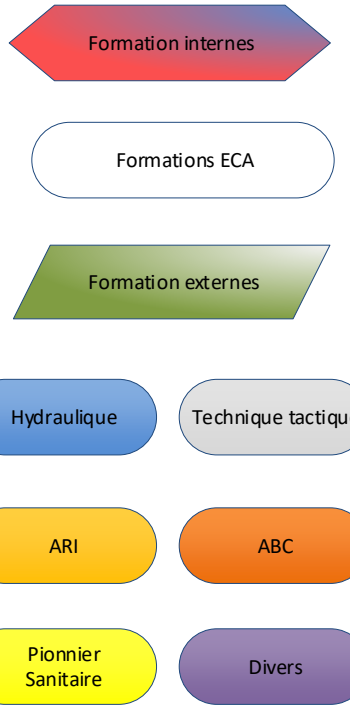 Formation internes
Formations ECA
Formation externes
Hydraulique
Technique tactiqu
ARI
ABC
Pionnier
Sanitaire
Divers